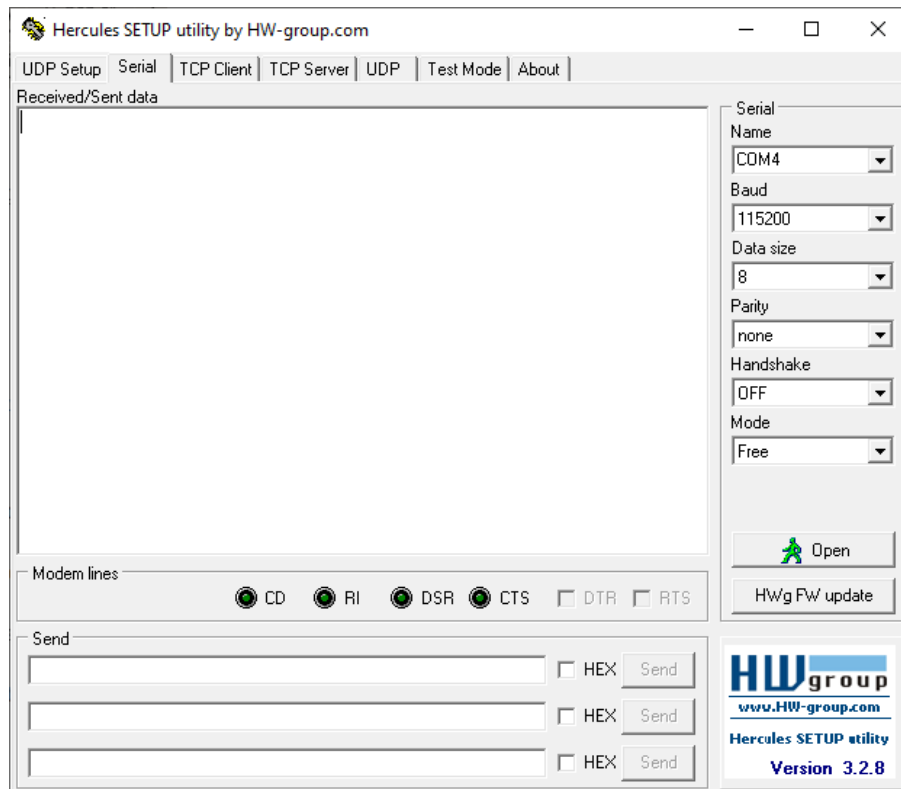 Hercules SETUP utility by HW-group.com
UDP Setup Serial TCP Client TCP Server UDP Test Mode About
Received/Sent data
Serial
Name
COM4
Baud
115200
Data size
8
Parity
none
Handshake
OFF
Mode
Free
Open
HWg FW update
Modem lines
CD RI DSR CTS DTR RTS
Send
HEX Send
HEX Send
HEX Send
HW group
www.HW-group.com
Hercules SETUP utility
Version 3.2.8